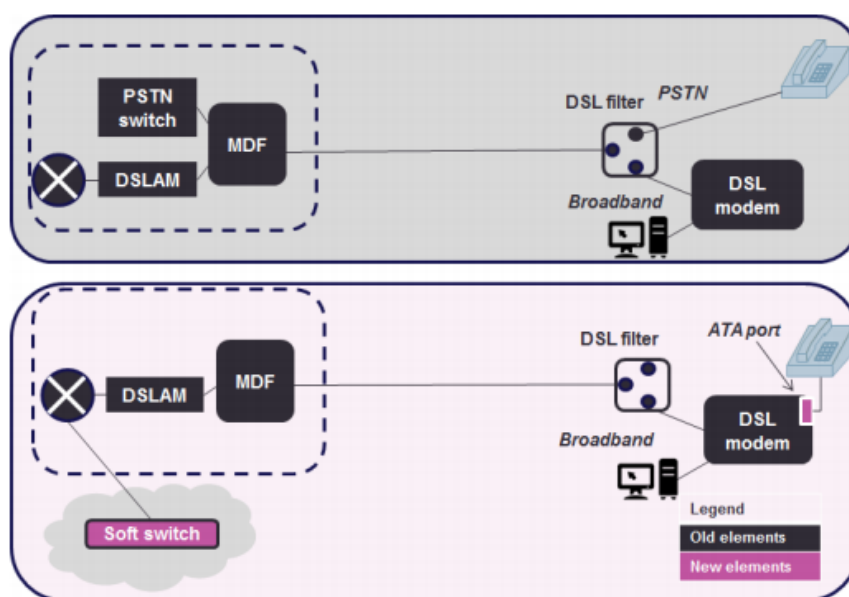 PSTN
switch
MDF
DSLAM
DSL filter
PSTN
Broadband
DSL
modem
DSLAM
MDF
Soft switch
DSL filter
ATA port
Broadband
DSL
modem
Legend
Old elements
New elements